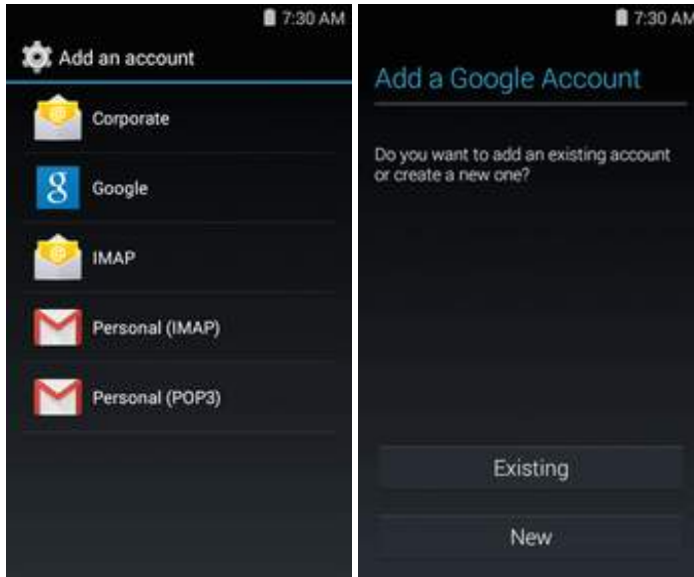 7:30 AM
Add an account
Corporate
Google
IMAP
Personal (IMAP)
Personal (POP3)
7:30 AM
Add a Google Account
Do you want to add an existing account
or create a new one?
Existing
New